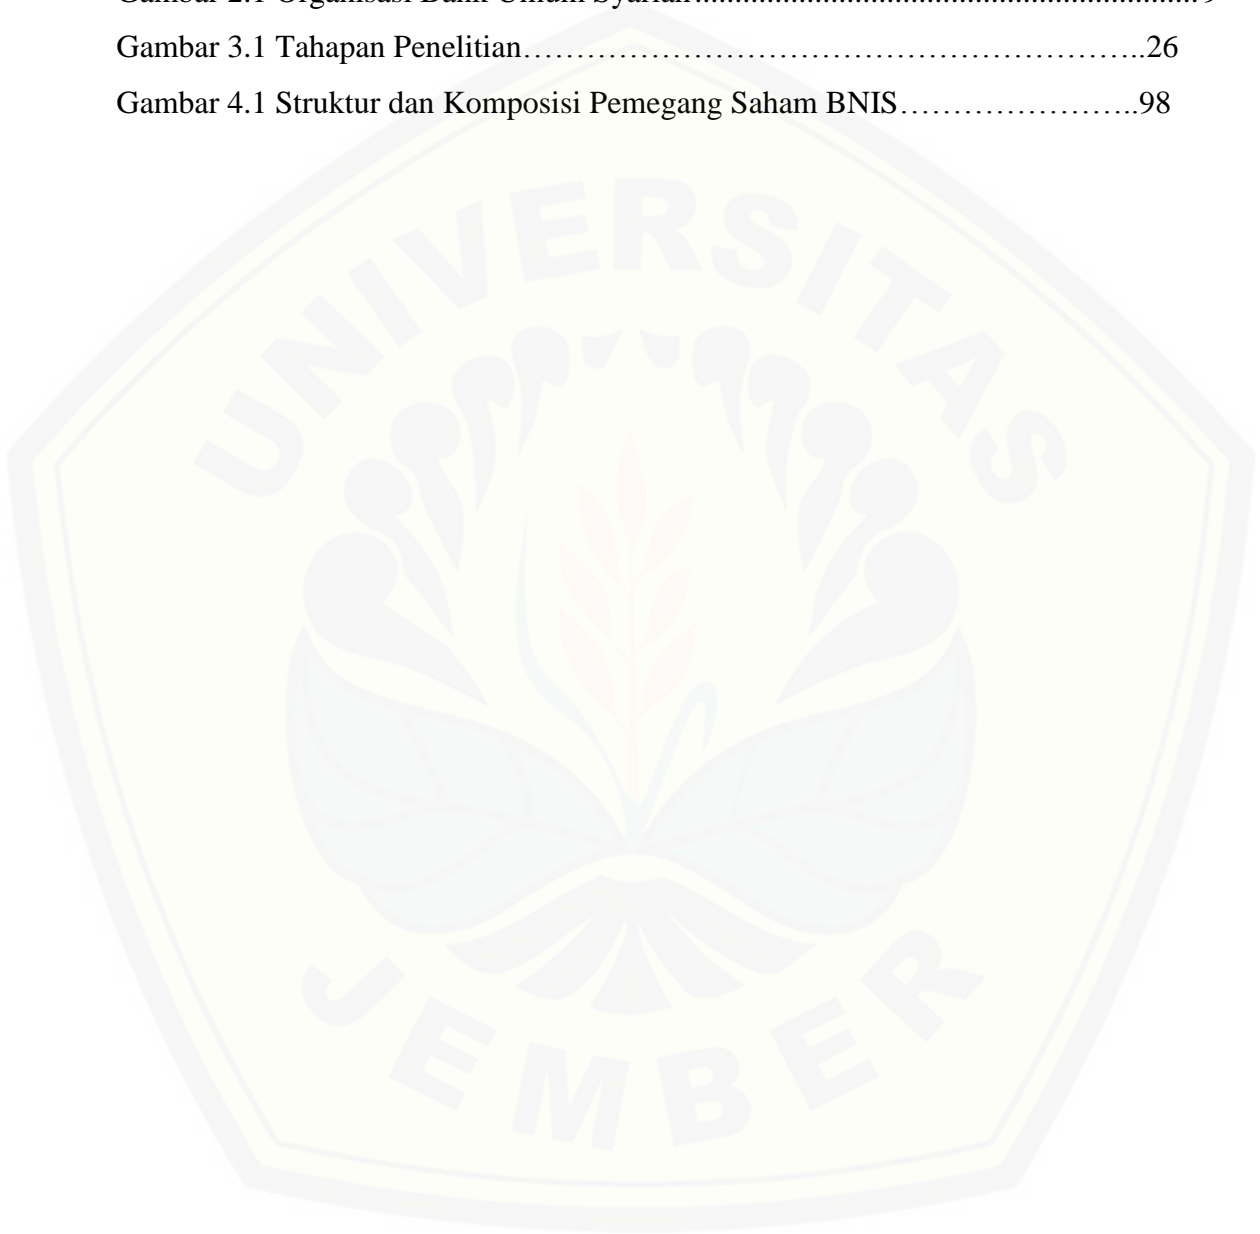 Gambar 2.1 Organisasi Bank Umum Syariah........................................................................9
Gambar 3.1 Tahapan Penelitian…………………………………………………..26
Gambar 4.1 Struktur dan Komposisi Pemegang Saham BNIS…………………..98
UNIVERSITAS
JEMBER